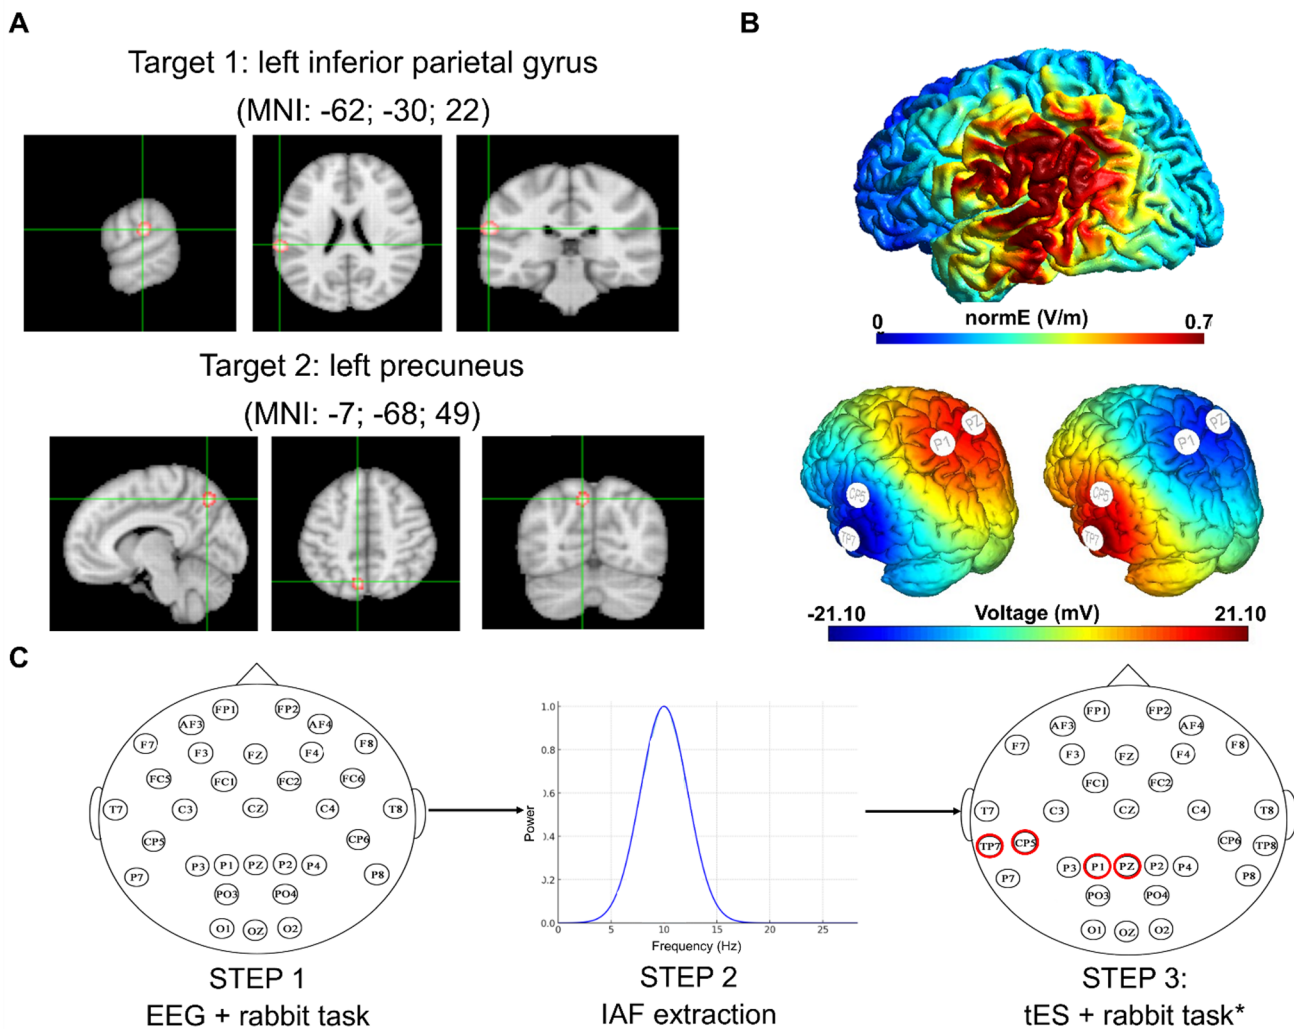 A
Target 1: left inferior parietal gyrus
(MNI: -62; -30; 22)
Target 2: left precuneus
(MNI: -7; -68; 49)
B
0 normE (V/m) 0.7
P1 PZ CP5 TP7
P1 PZ CP5 TP7
-21.10 Voltage (mV) 21.10
C
FP1 FP2
AF3 AF4
F7 F3 FZ F4 F8
FC5 FC1 FC2 FC6
T7 C3 CZ C4 T8
CP5 CP6
P7 P3 P1 PZ P2 P4 P8
PO3 PO4
O1 OZ O2
STEP 1
EEG + rabbit task
1.0
0.8
0.6
0.4
0.2
0.0
Power
0 5 10 15 20 25
Frequency (Hz)
STEP 2
IAF extraction
FP1 FP2
AF3 AF4
F7 F3 FZ F4 F8
FC1 FC2
T7 C3 CZ C4 T8
TP7 CP5 CP6 TP8
P7 P3 P1 PZ P2 P4 P8
PO3 PO4
O1 OZ O2
STEP 3:
tES + rabbit task*